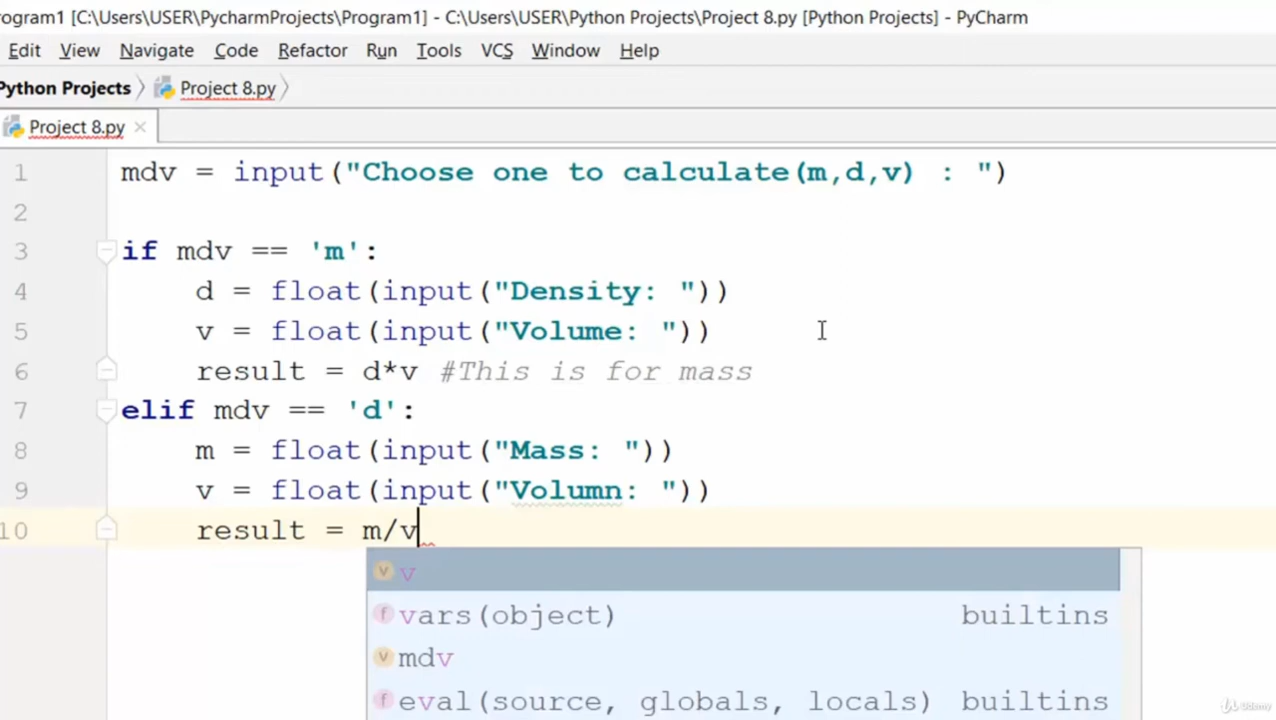 rogram1 [C:\Users\USER\PycharmProjects\Program1] - C:\Users\USER\Python Projects\Project 8.py [Python Projects] - PyCharm
Edit View Navigate Code Refactor Run Tools VCS Window Help
Python Projects Project 8.py
Project 8.py
1 mdv = input("Choose one to calculate(m,d,v) : ")
2
3 if mdv == 'm':
4 d = float(input("Density: "))
5 v = float(input("Volume: "))
6 result = d*v #This is for mass
7 elif mdv == 'd':
8 m = float(input("Mass: "))
9 v = float(input("Volumn: "))
10 result = m/v
v v
f vars(object) builtins
v mdv
f eval(source, globals, locals) builtins
Udemy